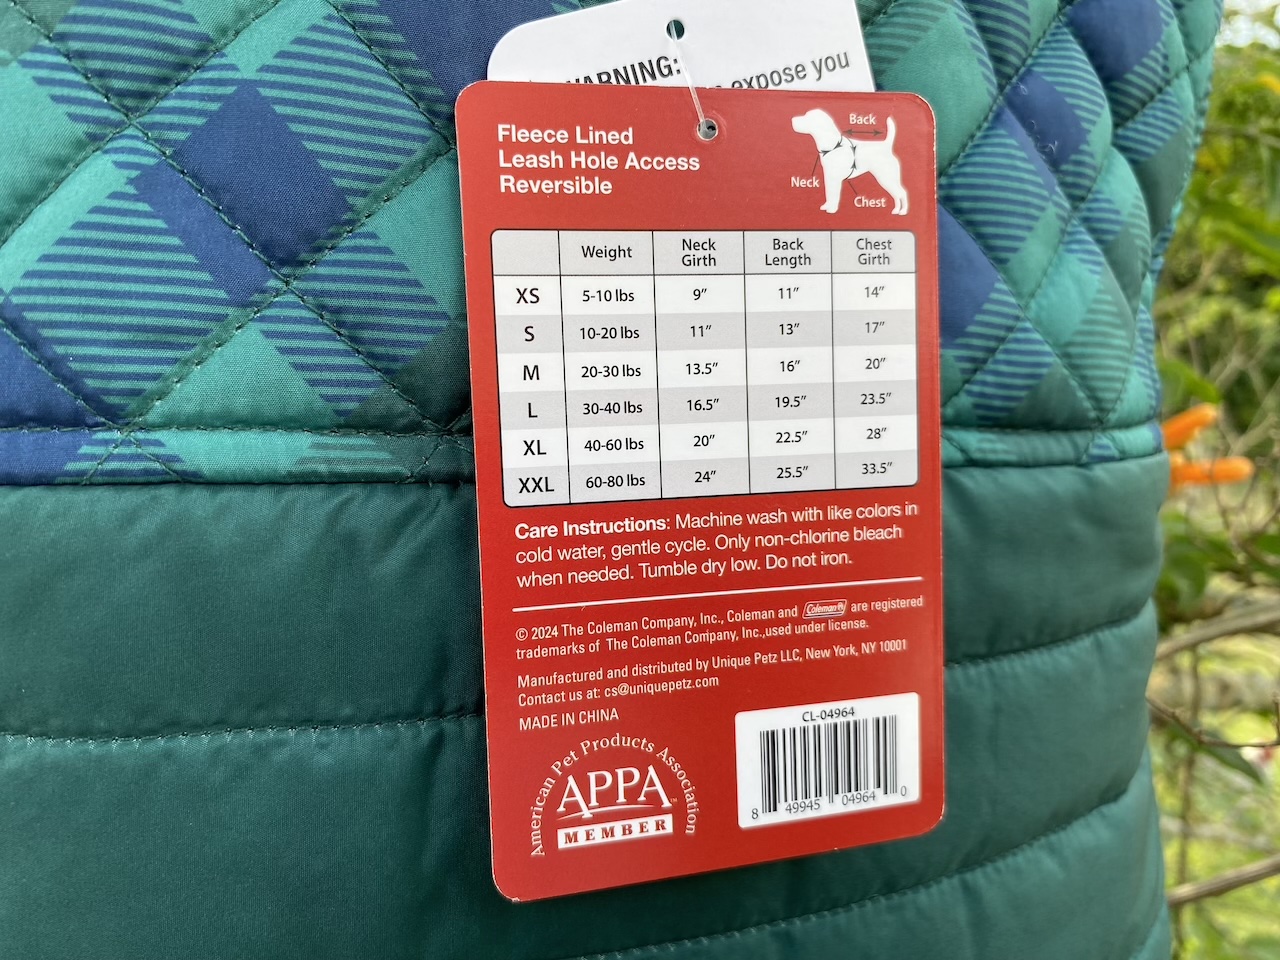 WARNING:
expose you
Fleece Lined
Leash Hole Access
Reversible
Back
Neck
Chest
Weight Neck Girth Back Length Chest Girth
XS 5-10 lbs 9” 11” 14”
S 10-20 lbs 11” 13” 17”
M 20-30 lbs 13.5” 16” 20”
L 30-40 lbs 16.5” 19.5” 23.5”
XL 40-60 lbs 20” 22.5” 28”
XXL 60-80 lbs 24” 25.5” 33.5”
Care Instructions: Machine wash with like colors in
cold water, gentle cycle. Only non-chlorine bleach
when needed. Tumble dry low. Do not iron.
© 2024 The Coleman Company, Inc., Coleman and Coleman are registered
trademarks of The Coleman Company, Inc.,used under license.
Manufactured and distributed by Unique Petz LLC, New York, NY 10001
Contact us at: cs@uniquepetz.com
MADE IN CHINA
American Pet Products Association
APPA
MEMBER
CL-04964
8 49945 04964 0